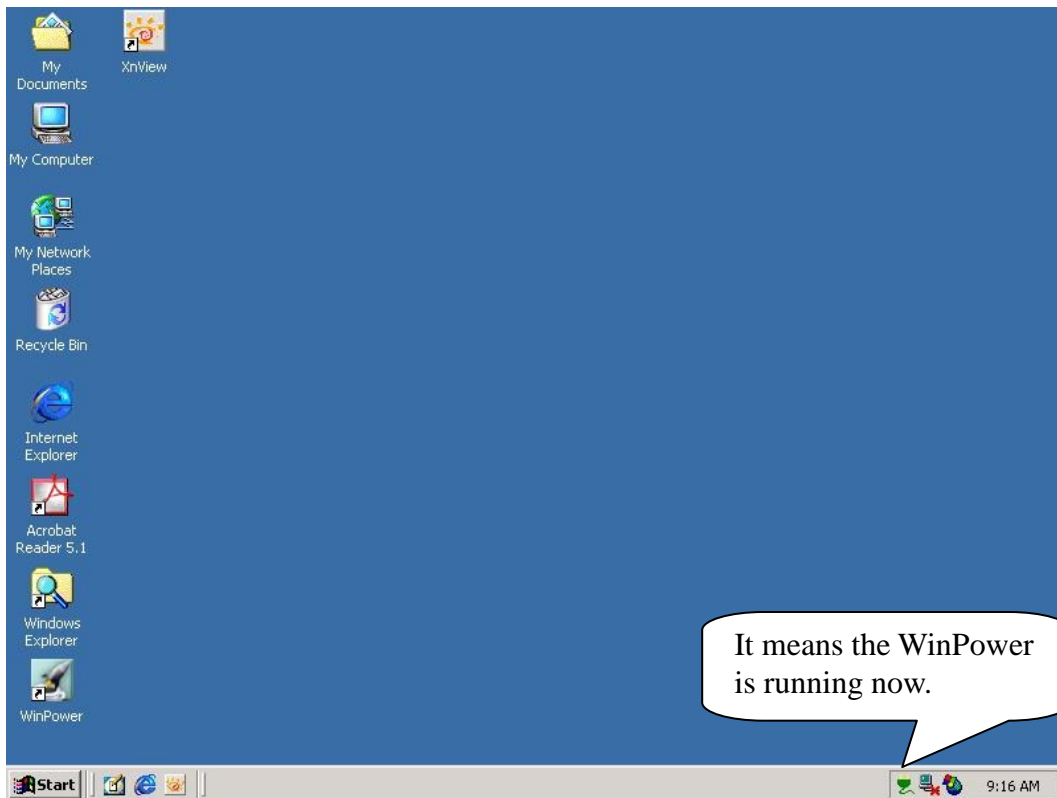 My
Documents
XnView
My Computer
My Network
Places
Recycle Bin
Internet
Explorer
Acrobat
Reader 5.1
Windows
Explorer
WinPower
It means the WinPower
is running now.
Start
9:16 AM